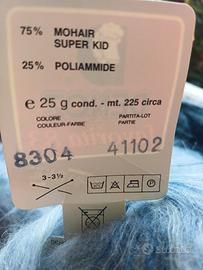 75% MOHAIR
SUPER KID
25% POLIAMMIDE
e 25 g cond. - mt. 225 circa
COLORE PARTITA-LOT
COULEUR-FARBE PARTIE
8304 41102
3-3½